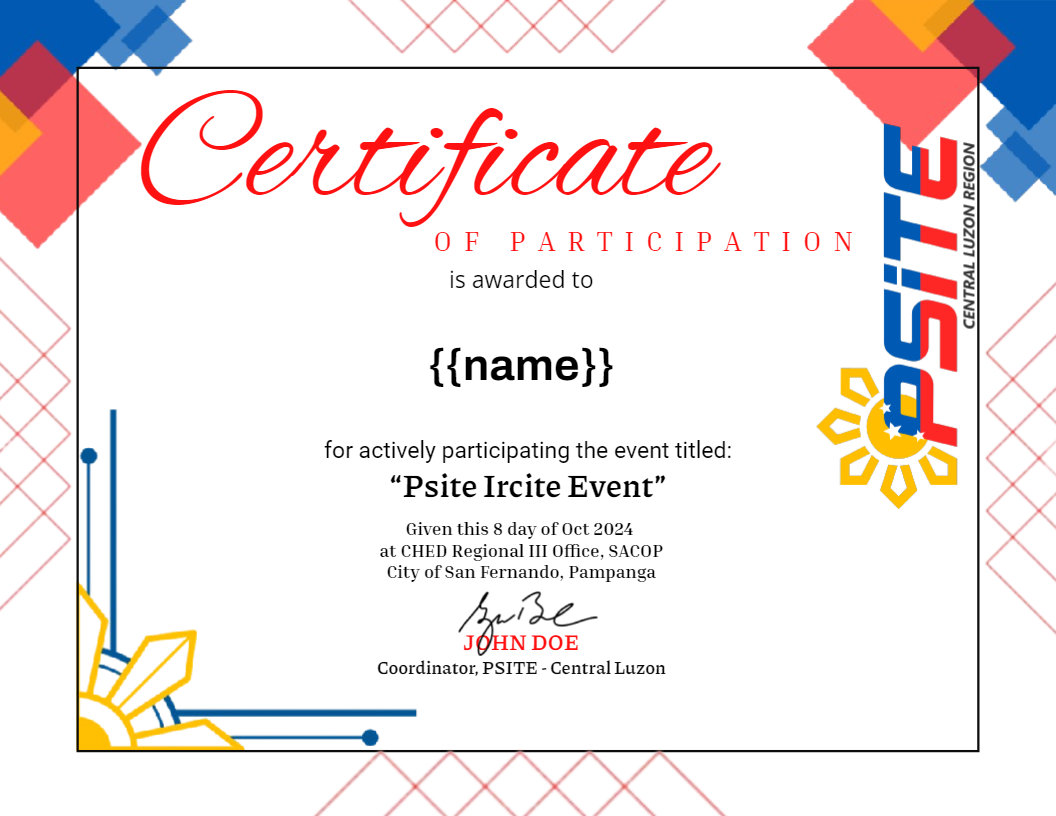 Certificate
OF PARTICIPATION
is awarded to
{{name}}
for actively participating the event titled:
“Psite Ircite Event”
Given this 8 day of Oct 2024
at CHED Regional III Office, SACOP
City of San Fernando, Pampanga
JOHN DOE
Coordinator, PSITE - Central Luzon
PSiTE
CENTRAL LUZON REGION